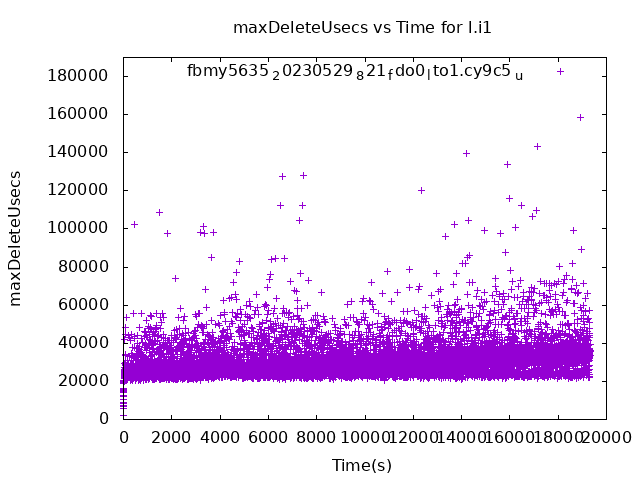 maxDeleteUsecs vs Time for l.i1
fbmy5635_20230529_821_fdo0_lto1.cy9c5_u
180000
160000
140000
120000
100000
80000
60000
40000
20000
0
maxDeleteUsecs
0 2000 4000 6000 8000 10000 12000 14000 16000 18000 20000
Time(s)